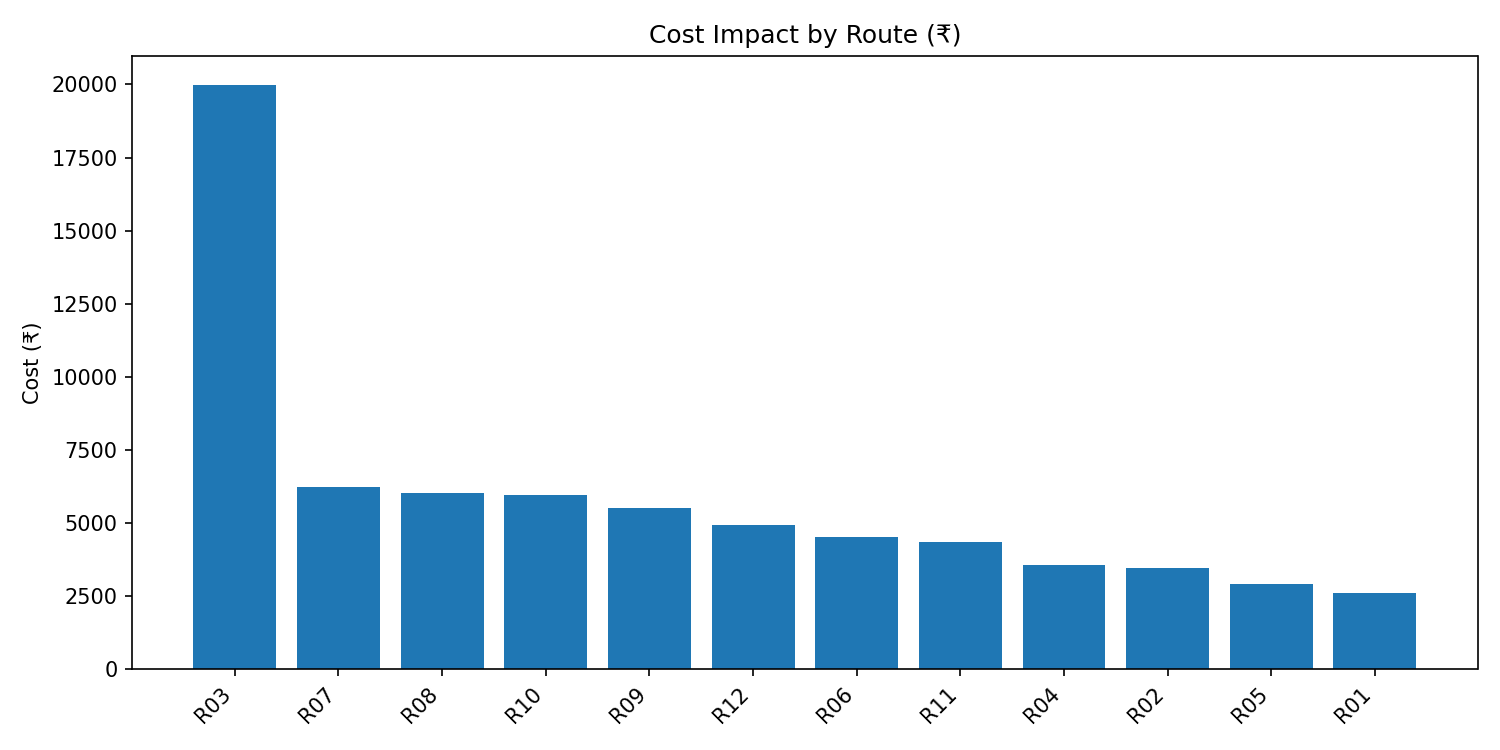 Cost Impact by Route (₹)
Cost (₹)
20000
17500
15000
12500
10000
7500
5000
2500
0
R03
R07
R08
R10
R09
R12
R06
R11
R04
R02
R05
R01